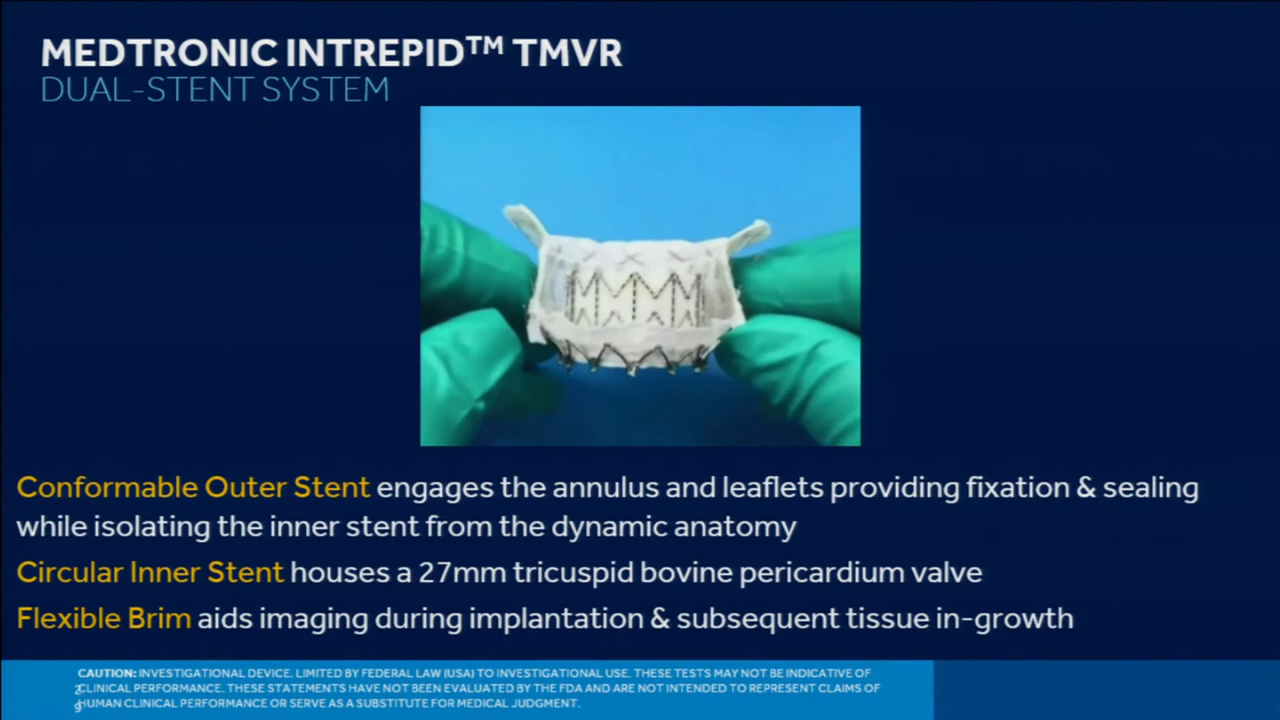 MEDTRONIC INTREPID™ TMVR
DUAL-STENT SYSTEM
Conformable Outer Stent engages the annulus and leaflets providing fixation & sealing
while isolating the inner stent from the dynamic anatomy
Circular Inner Stent houses a 27mm tricuspid bovine pericardium valve
Flexible Brim aids imaging during implantation & subsequent tissue in-growth
CAUTION: INVESTIGATIONAL DEVICE. LIMITED BY FEDERAL LAW (USA) TO INVESTIGATIONAL USE. THESE TESTS MAY NOT BE INDICATIVE OF
CLINICAL PERFORMANCE. THESE STATEMENTS HAVE NOT BEEN EVALUATED BY THE FDA AND ARE NOT INTENDED TO REPRESENT CLAIMS OF
HUMAN CLINICAL PERFORMANCE OR SERVE AS A SUBSTITUTE FOR MEDICAL JUDGMENT.